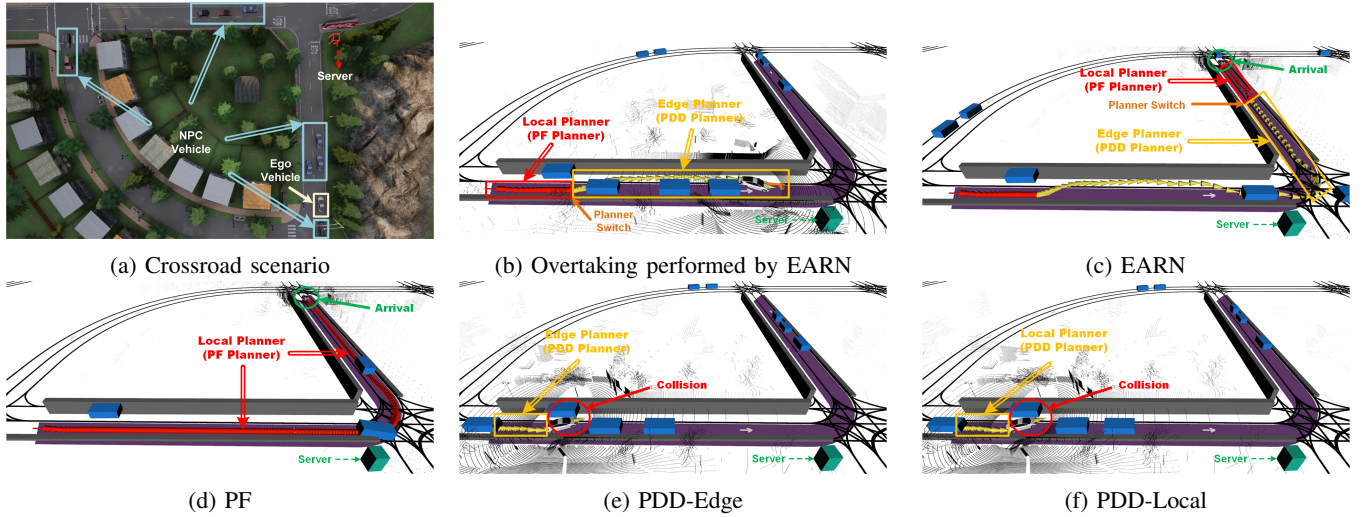 Server
NPC
Vehicle
Ego
Vehicle
(a) Crossroad scenario
Edge Planner
(PDD Planner)
Local Planner
(PF Planner)
Planner
Switch
Server
(b) Overtaking performed by EARN
Arrival
Local Planner
(PF Planner)
Planner Switch
Edge Planner
(PDD Planner)
Server
(c) EARN
Arrival
Local Planner
(PF Planner)
Server
(d) PF
Edge Planner
(PDD Planner)
Collision
Server
(e) PDD-Edge
Local Planner
(PDD Planner)
Collision
Server
(f) PDD-Local